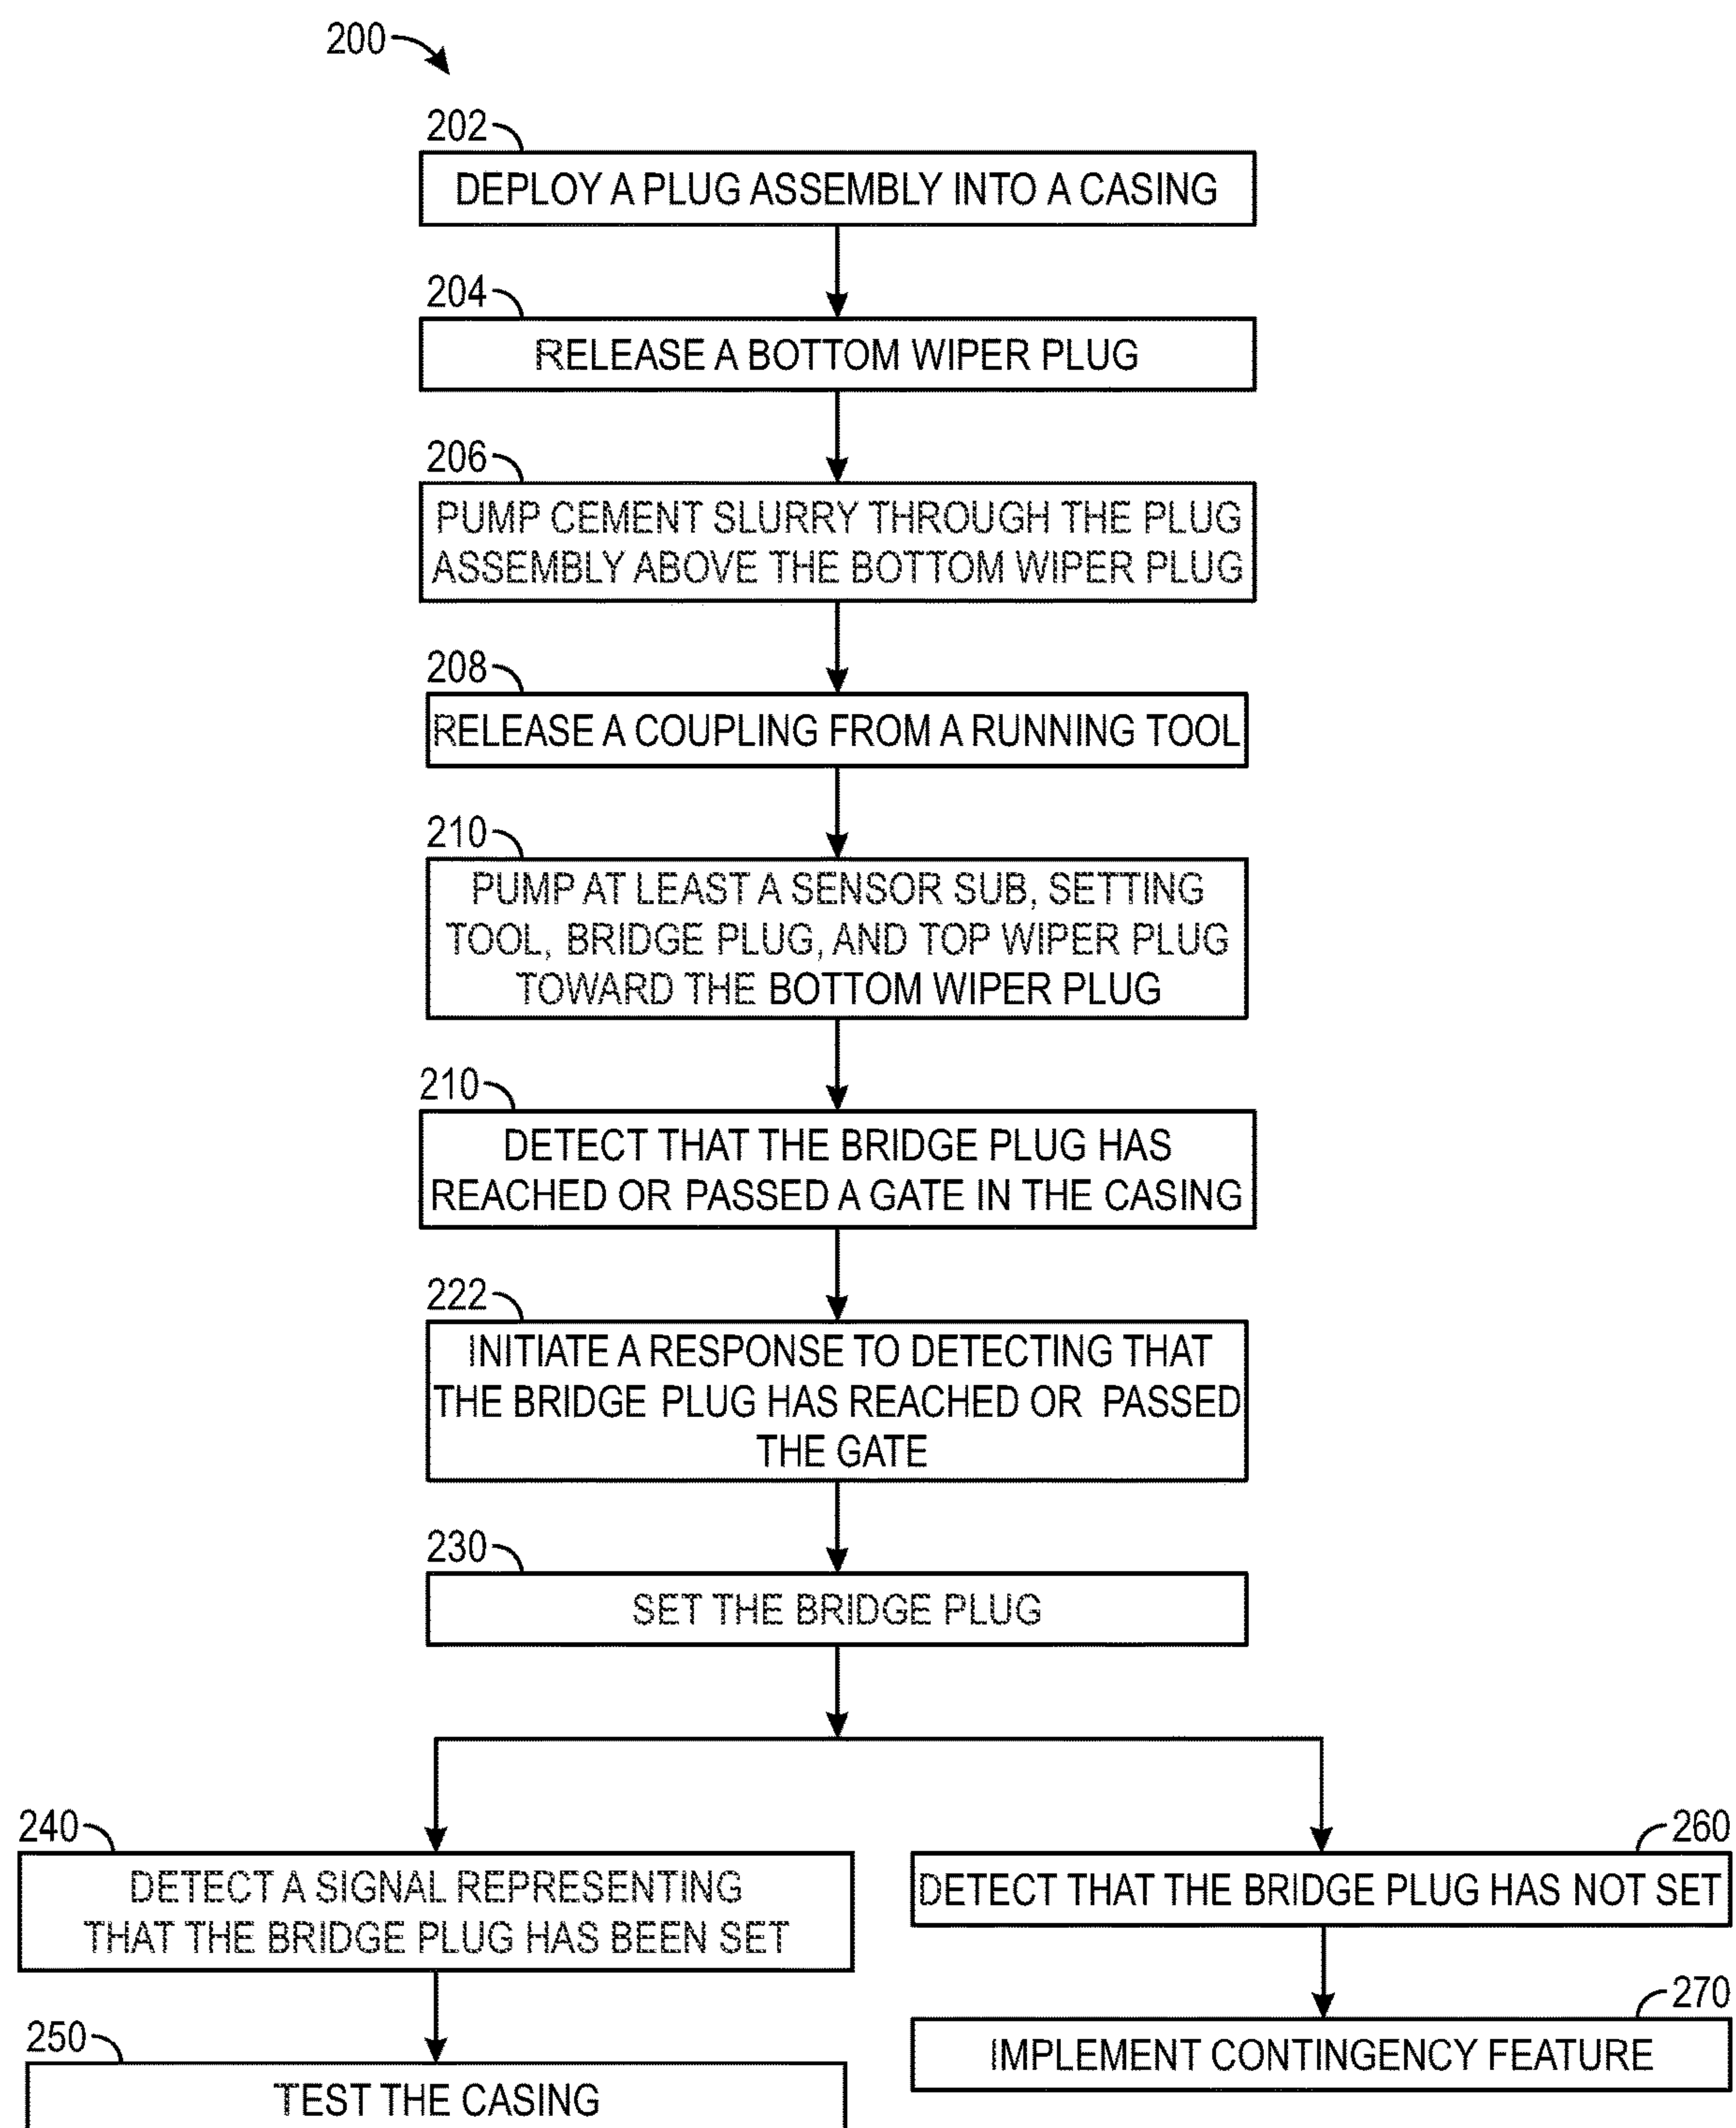 200
202
DEPLOY A PLUG ASSEMBLY INTO A CASING
204
RELEASE A BOTTOM WIPER PLUG
206
PUMP CEMENT SLURRY THROUGH THE PLUG
ASSEMBLY ABOVE THE BOTTOM WIPER PLUG
208
RELEASE A COUPLING FROM A RUNNING TOOL
210
PUMP AT LEAST A SENSOR SUB, SETTING
TOOL, BRIDGE PLUG, AND TOP WIPER PLUG
TOWARD THE BOTTOM WIPER PLUG
210
DETECT THAT THE BRIDGE PLUG HAS
REACHED OR PASSED A GATE IN THE CASING
222
INITIATE A RESPONSE TO DETECTING THAT
THE BRIDGE PLUG HAS REACHED OR PASSED
THE GATE
230
SET THE BRIDGE PLUG
240
DETECT A SIGNAL REPRESENTING
THAT THE BRIDGE PLUG HAS BEEN SET
250
TEST THE CASING
260
DETECT THAT THE BRIDGE PLUG HAS NOT SET
270
IMPLEMENT CONTINGENCY FEATURE